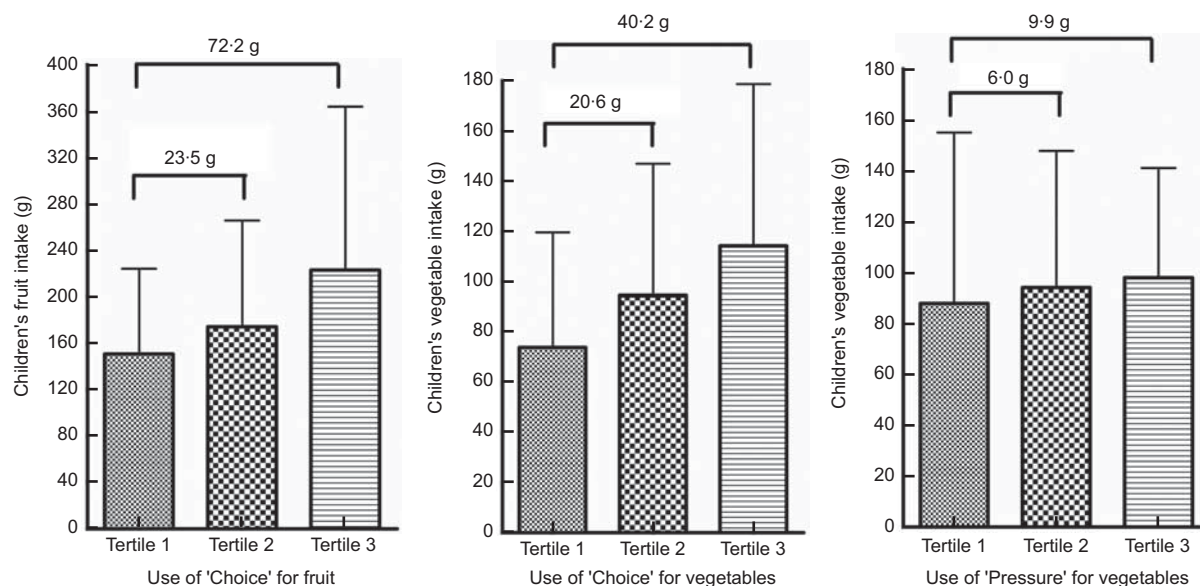 72·2 g
400
360
320
280
240
200
160
120
80
40
0
23·5 g
Children's fruit intake (g)
Tertile 1 Tertile 2 Tertile 3
Use of 'Choice' for fruit
40·2 g
180
160
140
120
100
80
60
40
20
0
20·6 g
Children's vegetable intake (g)
Tertile 1 Tertile 2 Tertile 3
Use of 'Choice' for vegetables
9·9 g
180
160
140
120
100
80
60
40
20
0
6·0 g
Children's vegetable intake (g)
Tertile 1 Tertile 2 Tertile 3
Use of 'Pressure' for vegetables